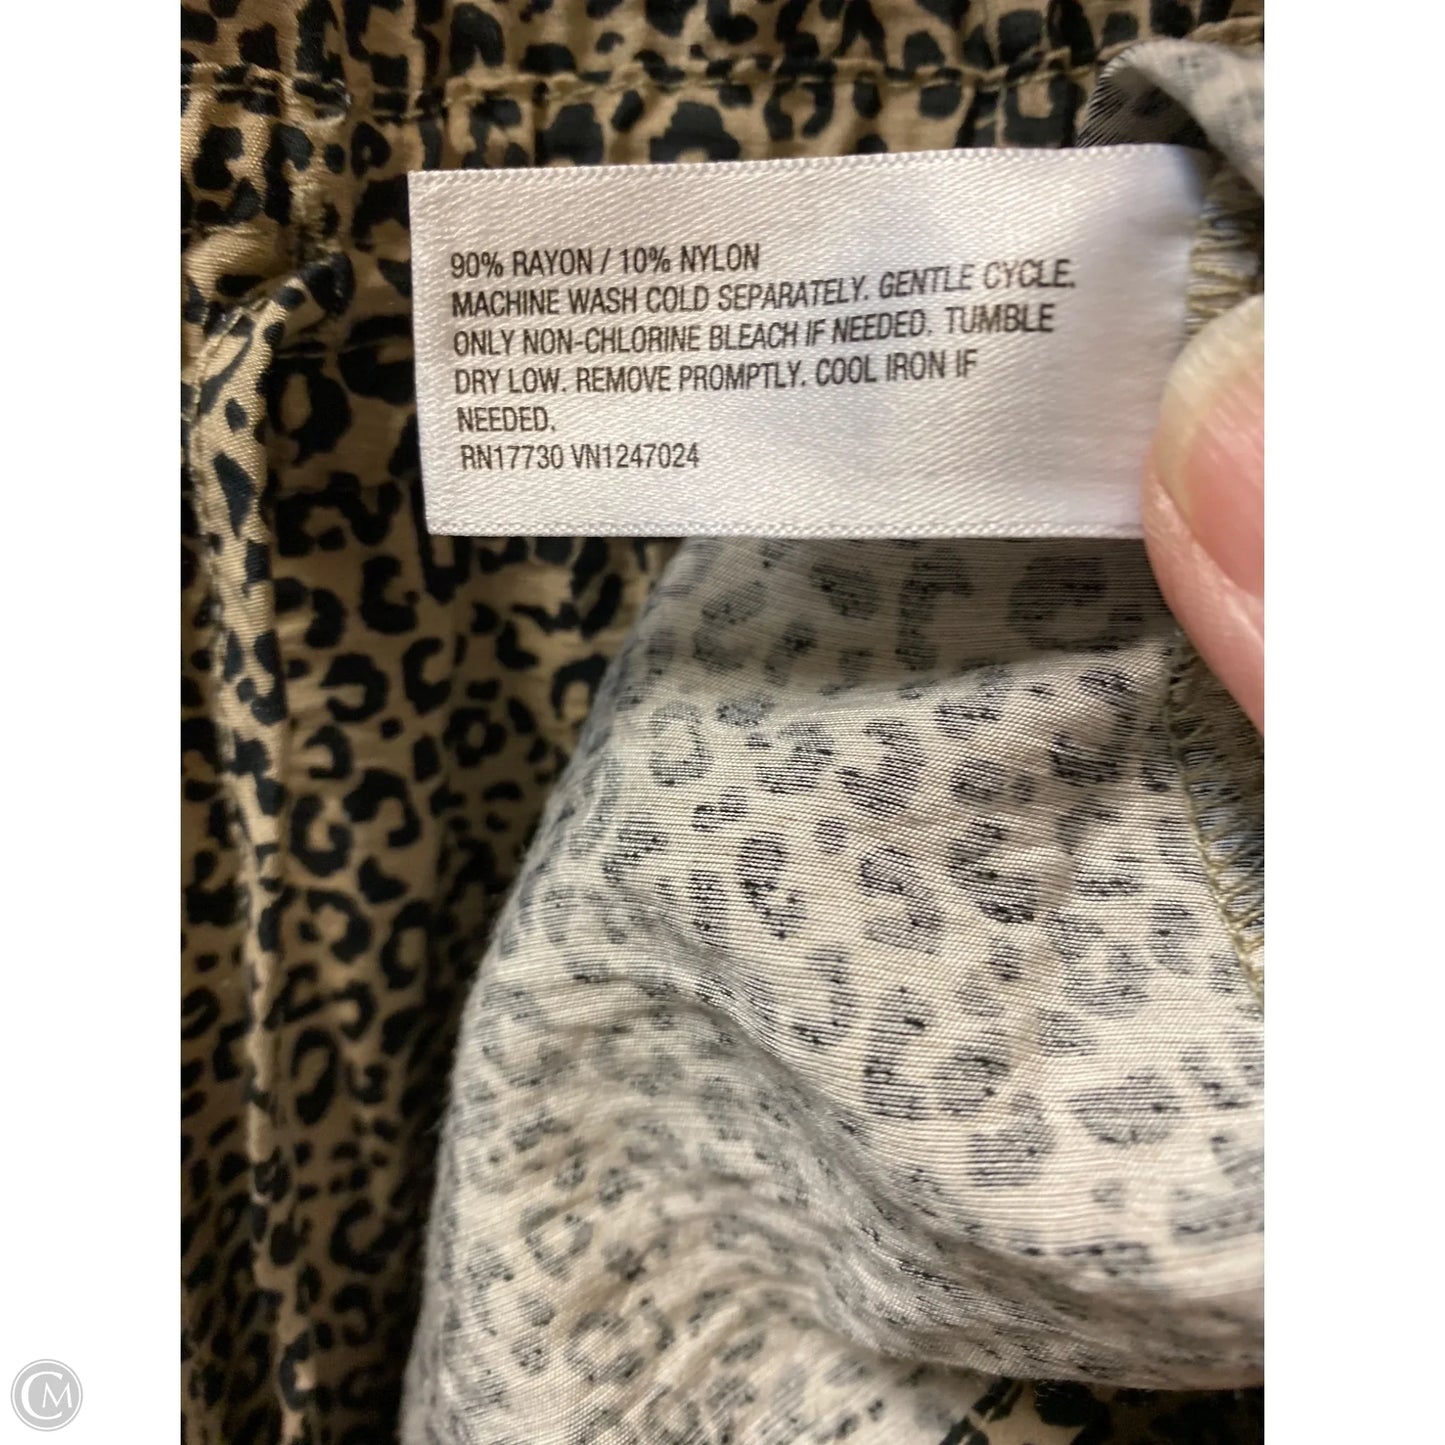 90% RAYON / 10% NYLON
MACHINE WASH COLD SEPARATELY. GENTLE CYCLE.
ONLY NON-CHLORINE BLEACH IF NEEDED. TUMBLE
DRY LOW. REMOVE PROMPTLY. COOL IRON IF
NEEDED.
RN17730 VN1247024
CM